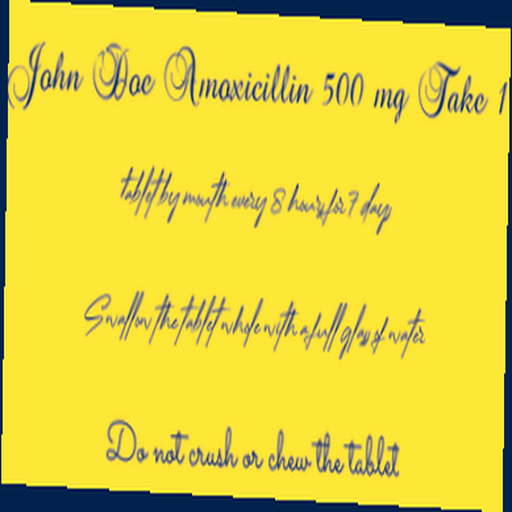 John Doe Amoxicillin 500 mg Take 1
tablet by mouth every 8 hours for 7 days
Swallow the tablet whole with a full glass of water
Do not crush or chew the tablet